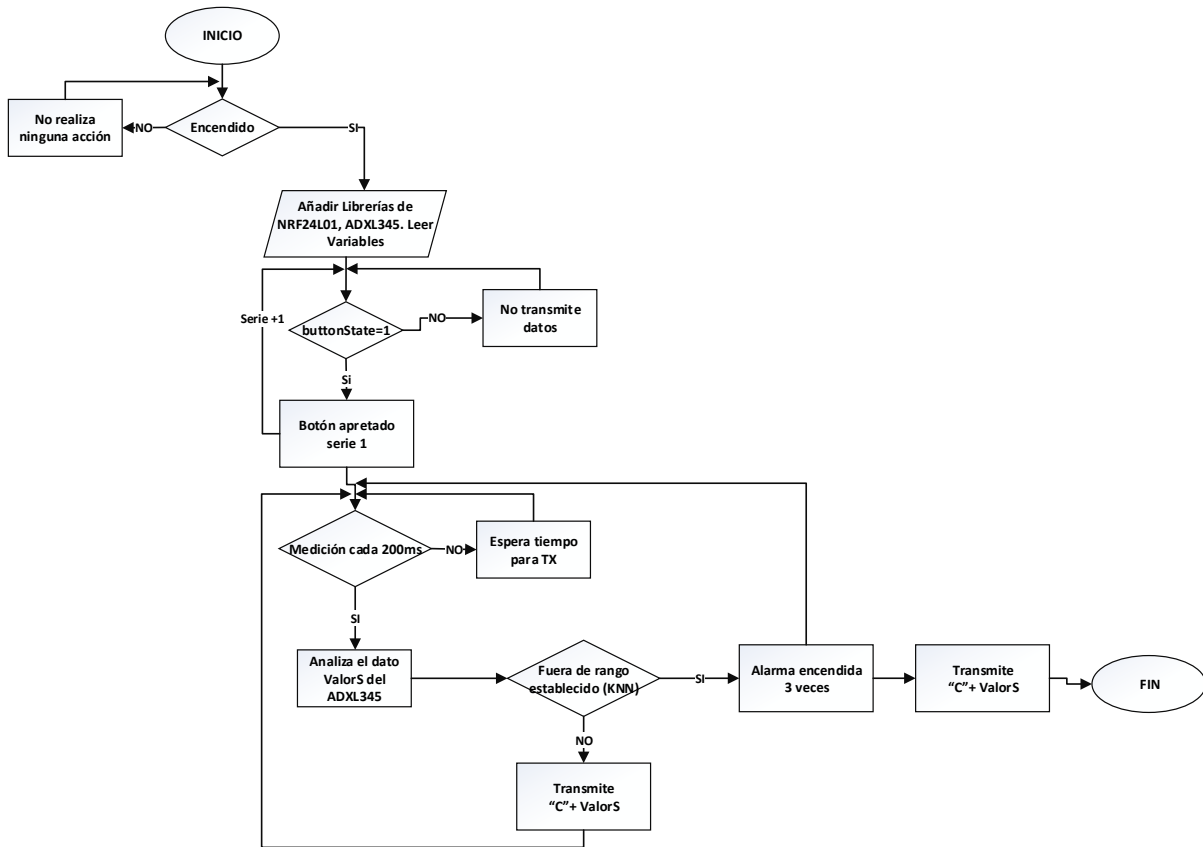 INICIO
No realiza
ninguna acción
NO
Encendido
SI
Añadir Librerías de
NRF24L01, ADXL345. Leer
Variables
Serie +1
buttonState=1
NO
No transmite
datos
Si
Botón apretado
serie 1
Medición cada 200ms
NO
Espera tiempo
para TX
SI
Analiza el dato
ValorS del
ADXL345
Fuera de rango
establecido (KNN)
SI
Alarma encendida
3 veces
Transmite
“C”+ ValorS
FIN
NO
Transmite
“C”+ ValorS